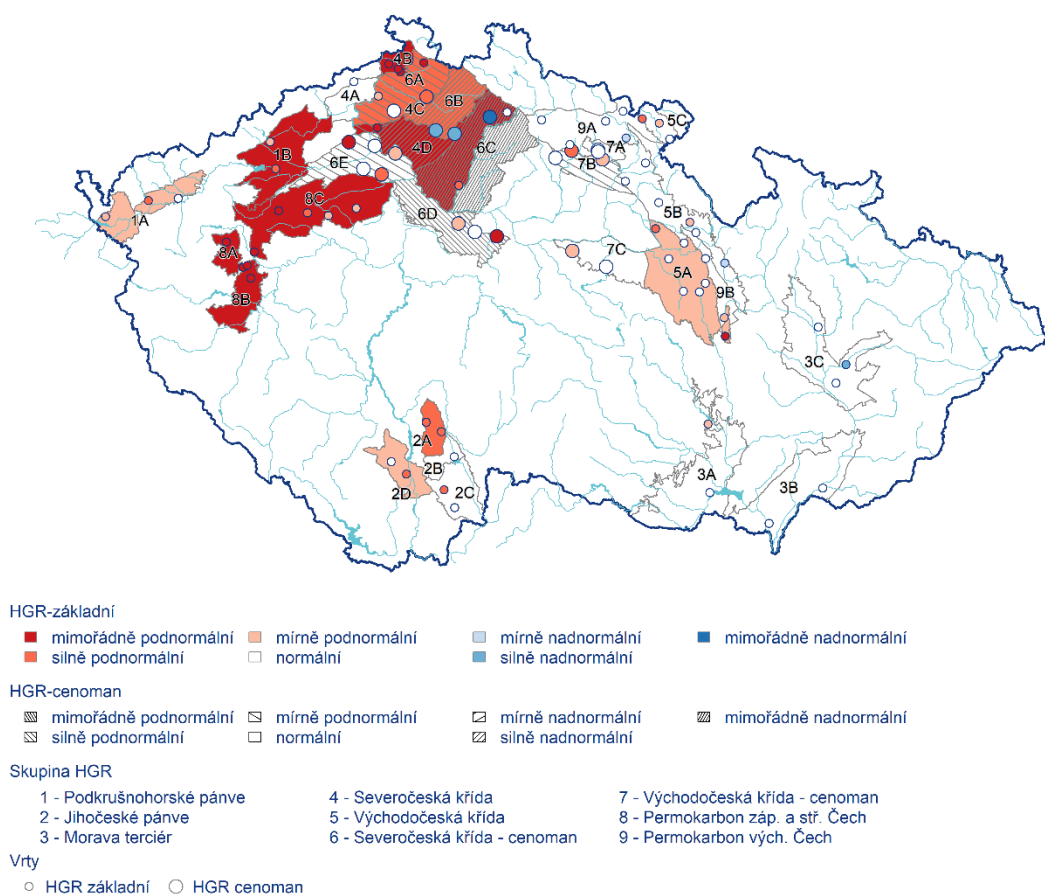 4B
6A
4A
4C
6B
9A
5C
7A
4D
6C
7B
1B
6E
8C
6D
1A
5B
8A
7C
5A
9B
8B
3C
2A
2B
2D
2C
3A
3B
HGR-základní
mimořádně podnormální mírně podnormální mírně nadnormální mimořádně nadnormální
silně podnormální normální silně nadnormální
HGR-cenoman
mimořádně podnormální mírně podnormální mírně nadnormální mimořádně nadnormální
silně podnormální normální silně nadnormální
Skupina HGR
1 - Podkrušnohorské pánve 4 - Severočeská křída 7 - Východočeská křída - cenoman
2 - Jihočeské pánve 5 - Východočeská křída 8 - Permokarbon záp. a stř. Čech
3 - Morava terciér 6 - Severočeská křída - cenoman 9 - Permokarbon vých. Čech
Vrty
HGR základní HGR cenoman